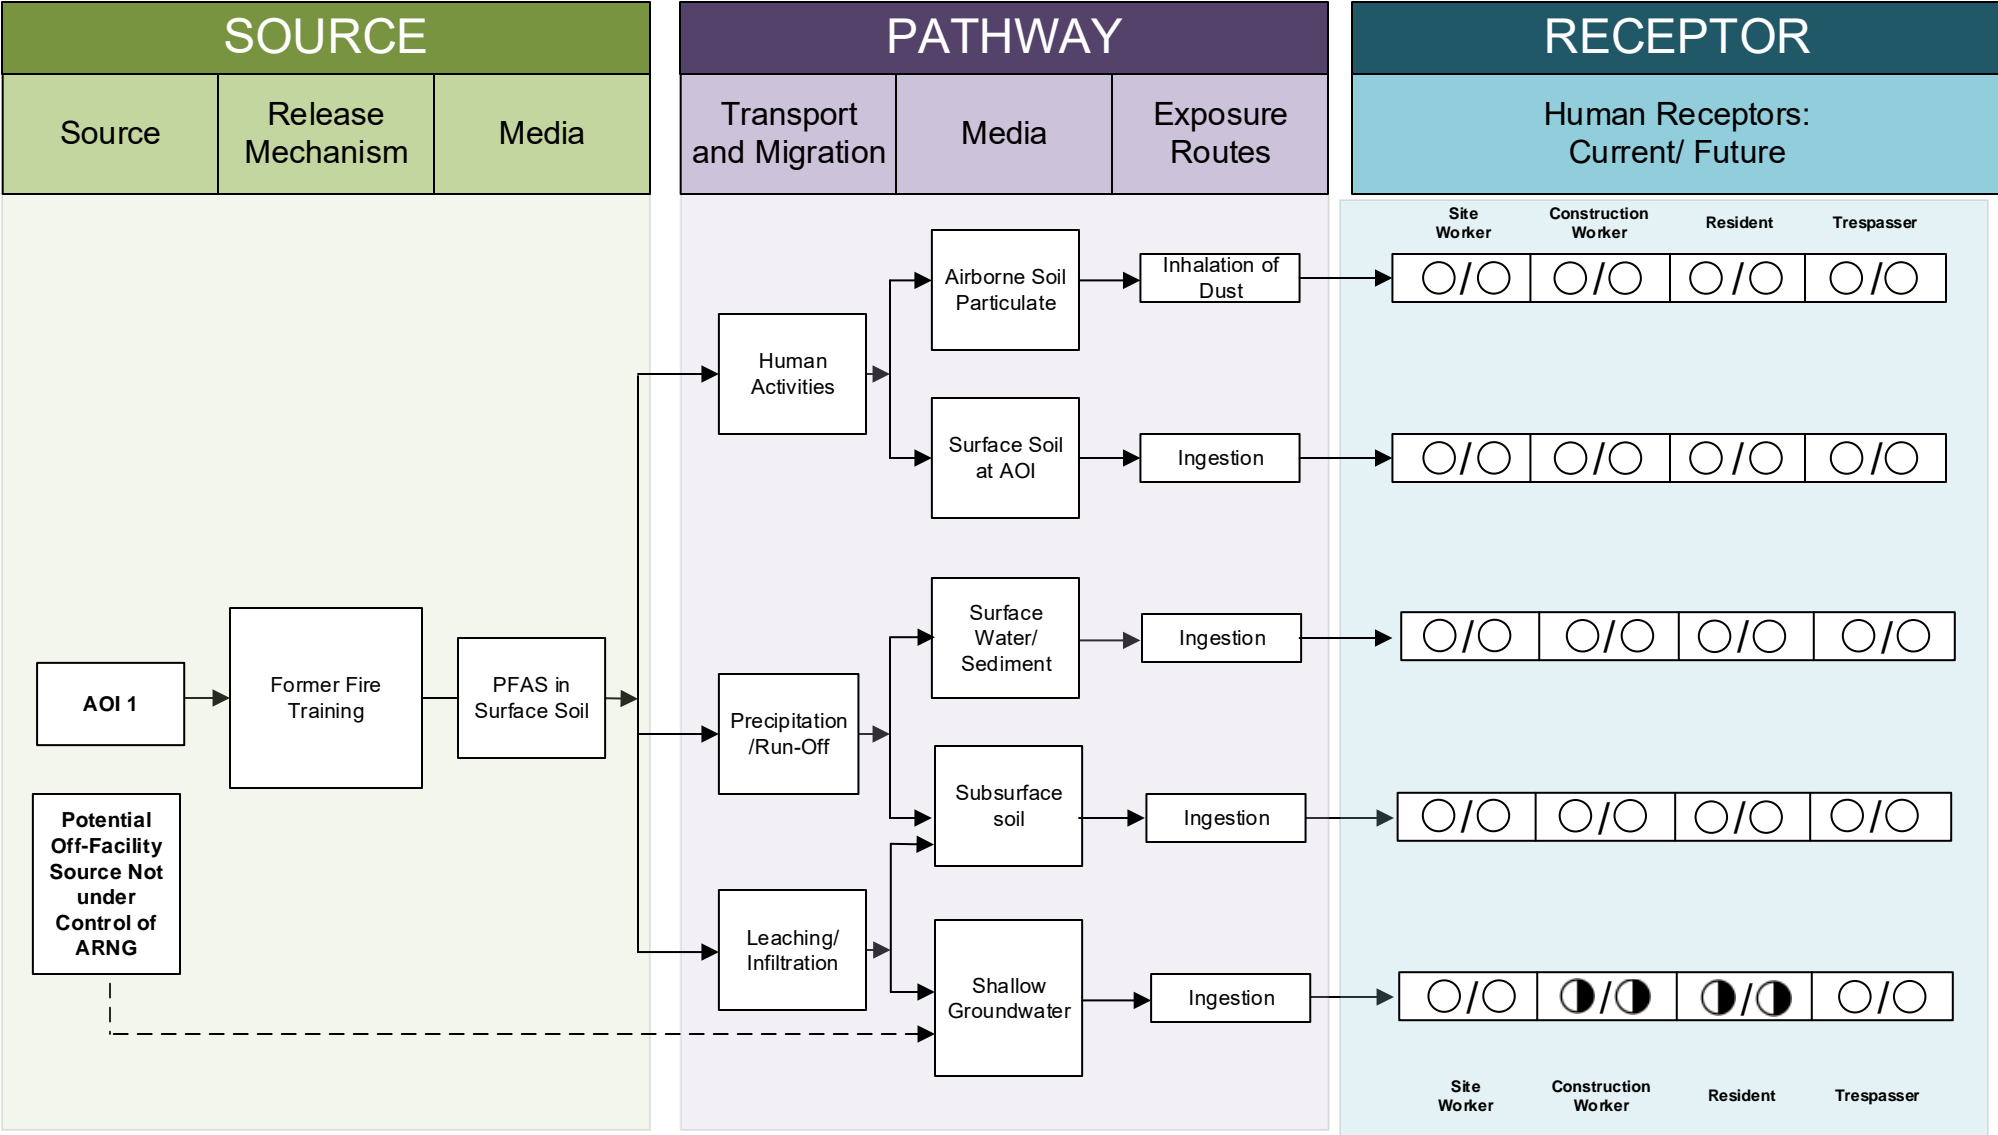 SOURCE
PATHWAY
RECEPTOR
Source
Release
Mechanism
Media
Transport
and Migration
Media
Exposure
Routes
Human Receptors:
Current/ Future
Site
Worker
Construction
Worker
Resident
Trespasser
Airborne Soil
Particulate
Inhalation of
Dust
/ / / /
Human
Activities
Surface Soil
at AOI
Ingestion
/ / / /
Surface
Water/
Sediment
Ingestion
/ / / /
AOI 1
Former Fire
Training
PFAS in
Surface Soil
Precipitation
/Run-Off
Subsurface
soil
Ingestion
/ / / /
Potential
Off-Facility
Source Not
under
Control of
ARNG
Leaching/
Infiltration
Shallow
Groundwater
Ingestion
/ / / /
Site
Worker
Construction
Worker
Resident
Trespasser